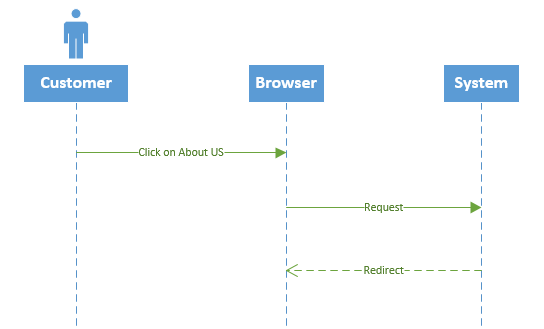 Customer
Browser
System
Click on About US
Request
Redirect